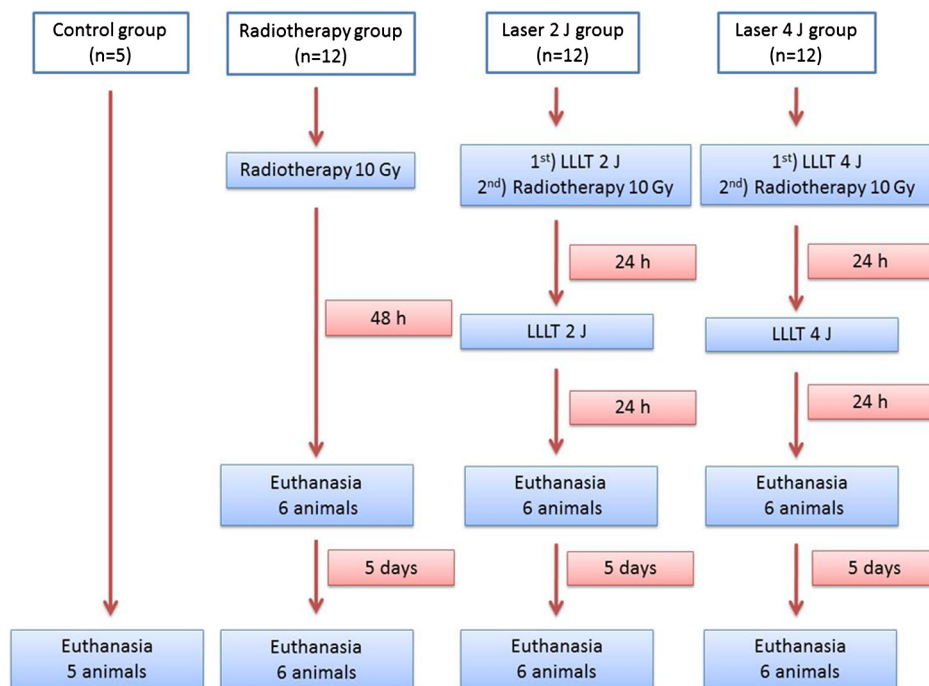 Control group
(n=5)
Radiotherapy group
(n=12)
Laser 2 J group
(n=12)
Laser 4 J group
(n=12)
Radiotherapy 10 Gy
1st) LLLT 2 J
2nd) Radiotherapy 10 Gy
1st) LLLT 4 J
2nd) Radiotherapy 10 Gy
24 h
24 h
48 h
LLLT 2 J
LLLT 4 J
24 h
24 h
Euthanasia
6 animals
Euthanasia
6 animals
Euthanasia
6 animals
5 days
5 days
5 days
Euthanasia
5 animals
Euthanasia
6 animals
Euthanasia
6 animals
Euthanasia
6 animals